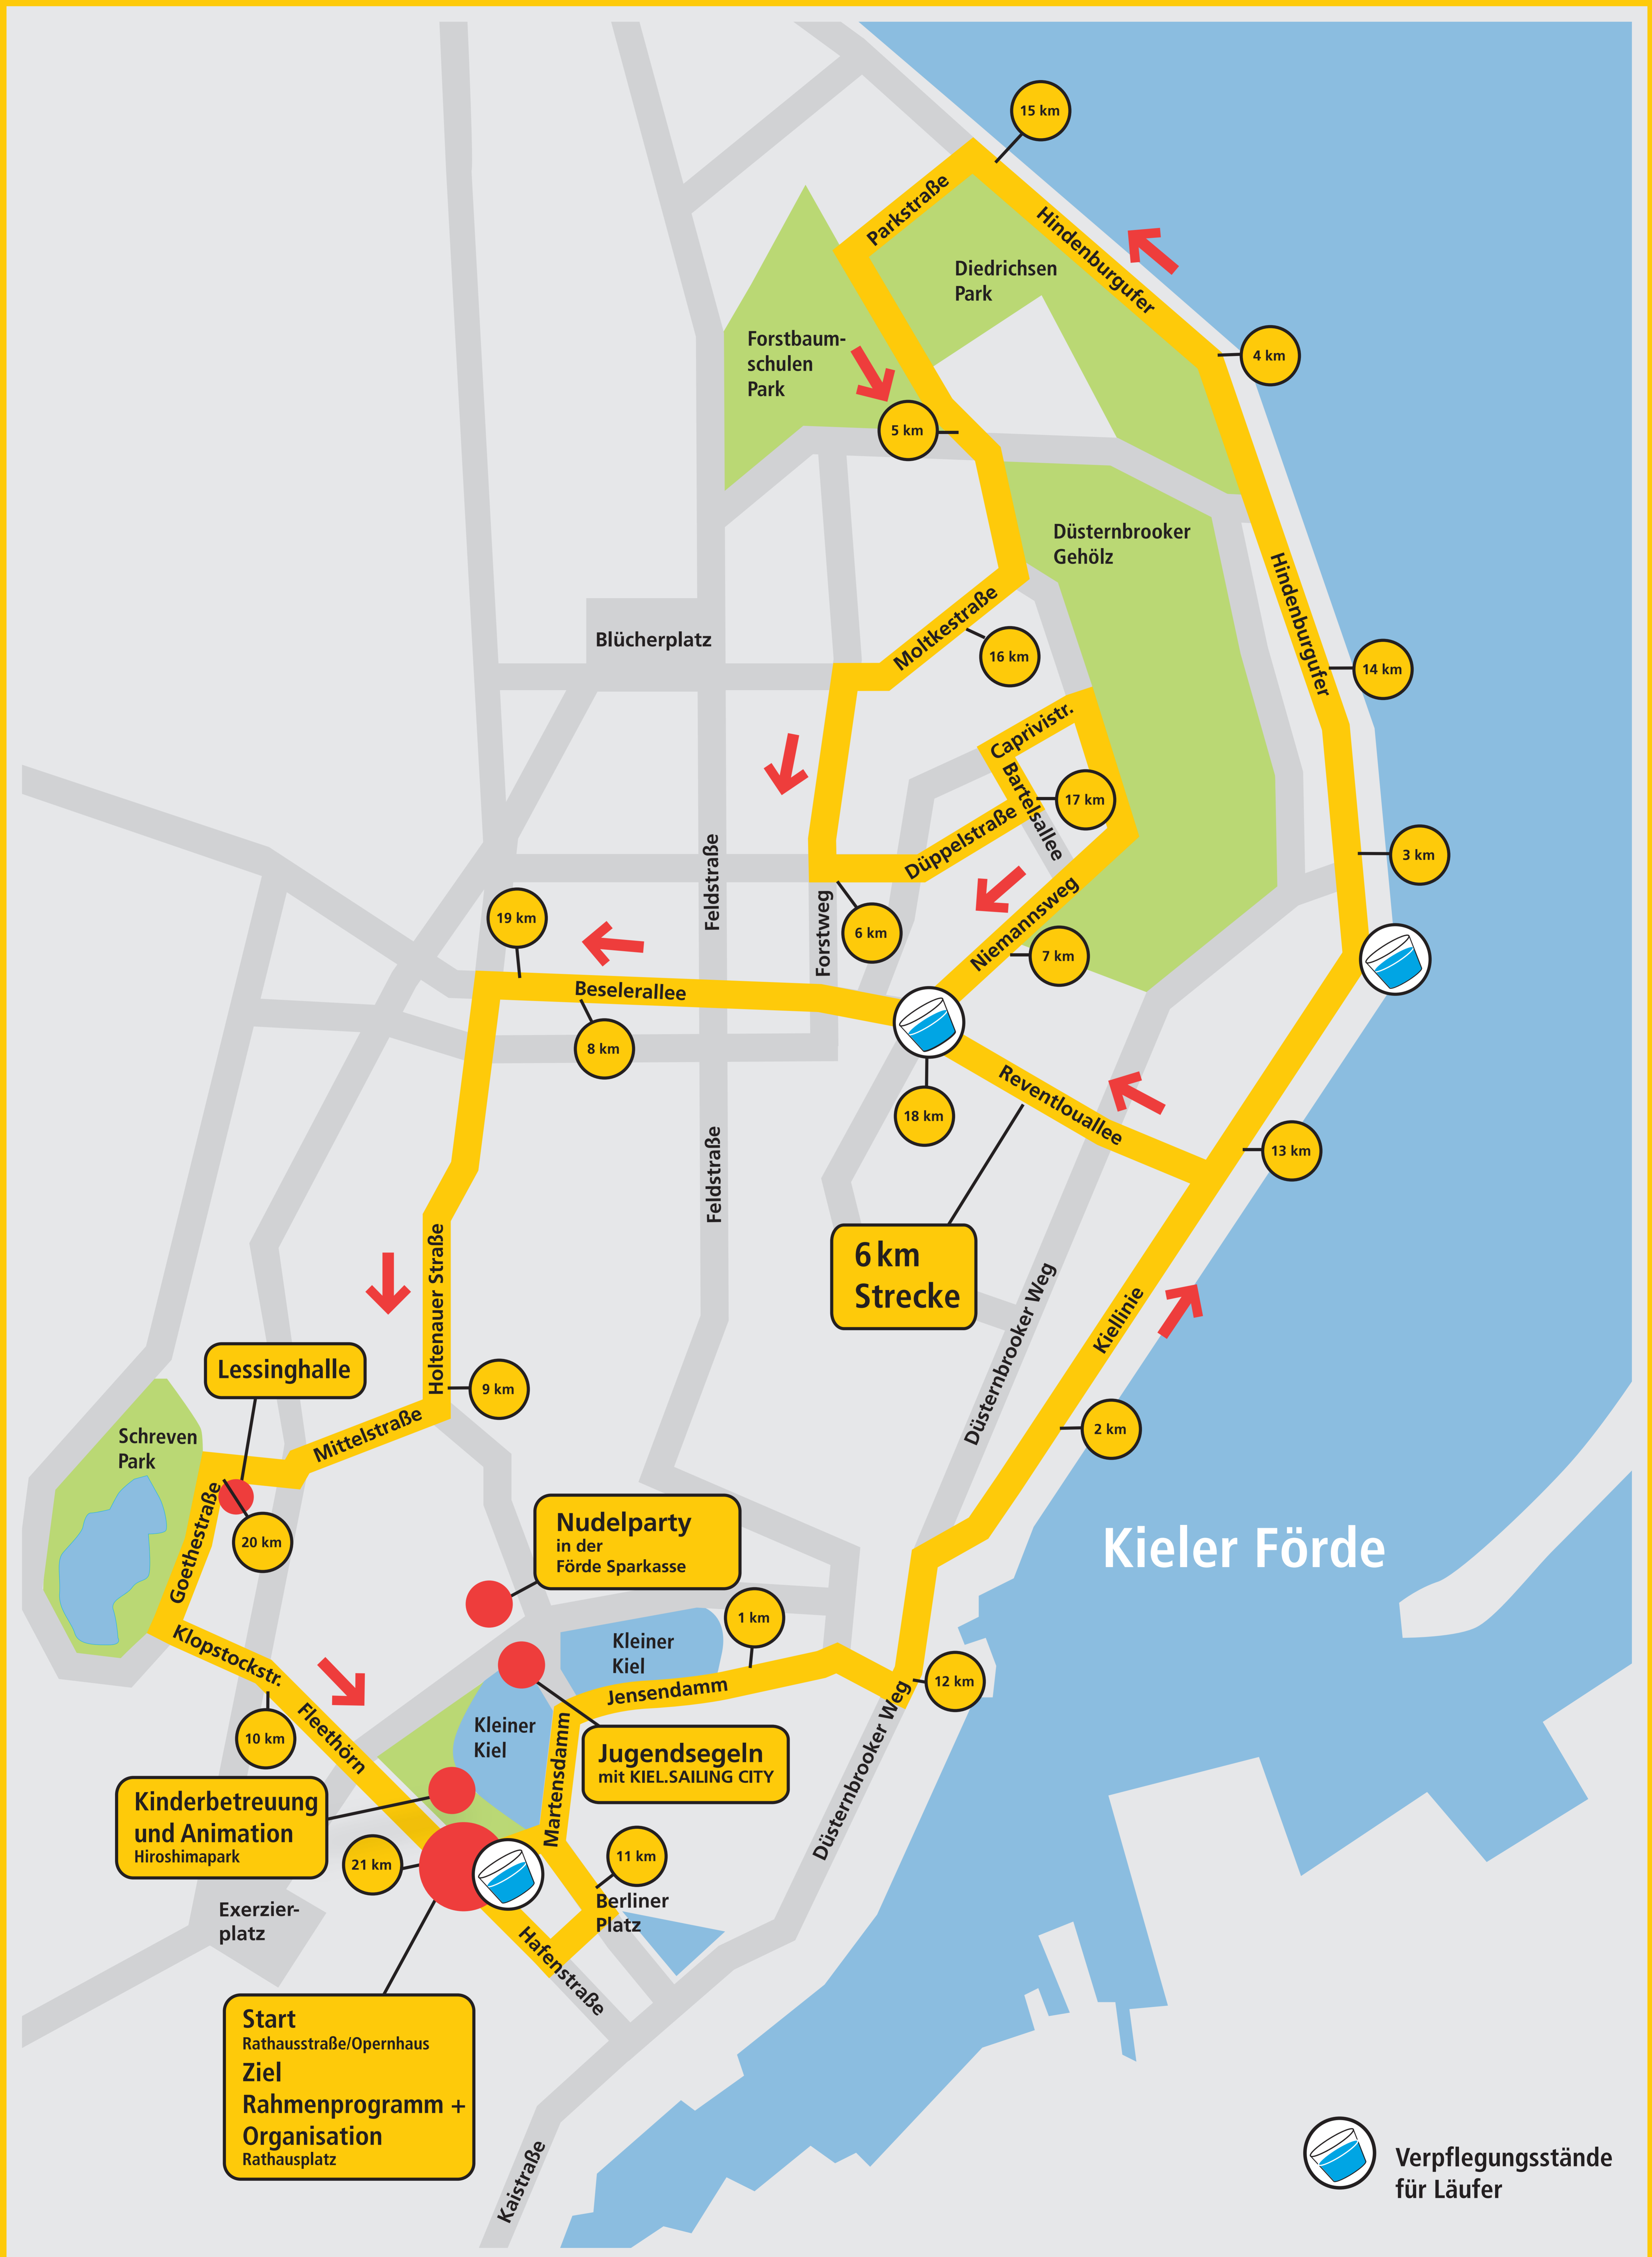 15 km
Parkstraße
Hindenburgufer
Diedrichsen
Park
Forstbaum-
schulen
Park
4 km
5 km
Düsternbrooker
Gehölz
Hindenburgufer
Blücherplatz
Moltkestraße
16 km
14 km
Caprivistr.
Bartelsallee
17 km
Düppelstraße
3 km
Feldstraße
Forstweg
19 km
6 km
Niemannsweg
7 km
Beselerallee
8 km
18 km
Reventlouallee
13 km
Feldstraße
6 km
Strecke
Holtenauer Straße
Düsternbrooker Weg
Kiellinie
Lessinghalle
9 km
Mittelstraße
2 km
Schreven
Park
Goethestraße
20 km
Nudelparty
in der
Förde Sparkasse
Kieler Förde
1 km
Kleiner
Kiel
Klopstockstr.
Jensendamm
12 km
Fleethörn
10 km
Kleiner
Kiel
Martensdamm
Jugendsegeln
mit KIEL.SAILING CITY
Düsternbrooker Weg
Kinderbetreuung
und Animation
Hiroshimapark
21 km
11 km
Berliner
Platz
Exerzier-
platz
Hafenstraße
Start
Rathausstraße/Opernhaus
Ziel
Rahmenprogramm +
Organisation
Rathausplatz
Kaistraße
Verpflegungsstände
für Läufer